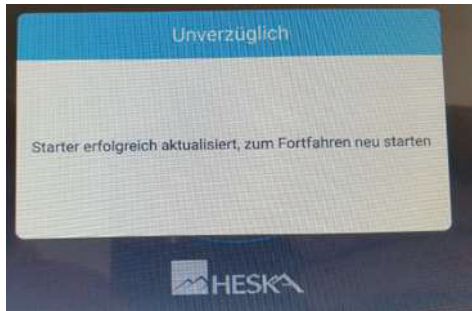 Unverzüglich
Starter erfolgreich aktualisiert, zum Fortfahren neu starten
HESKA